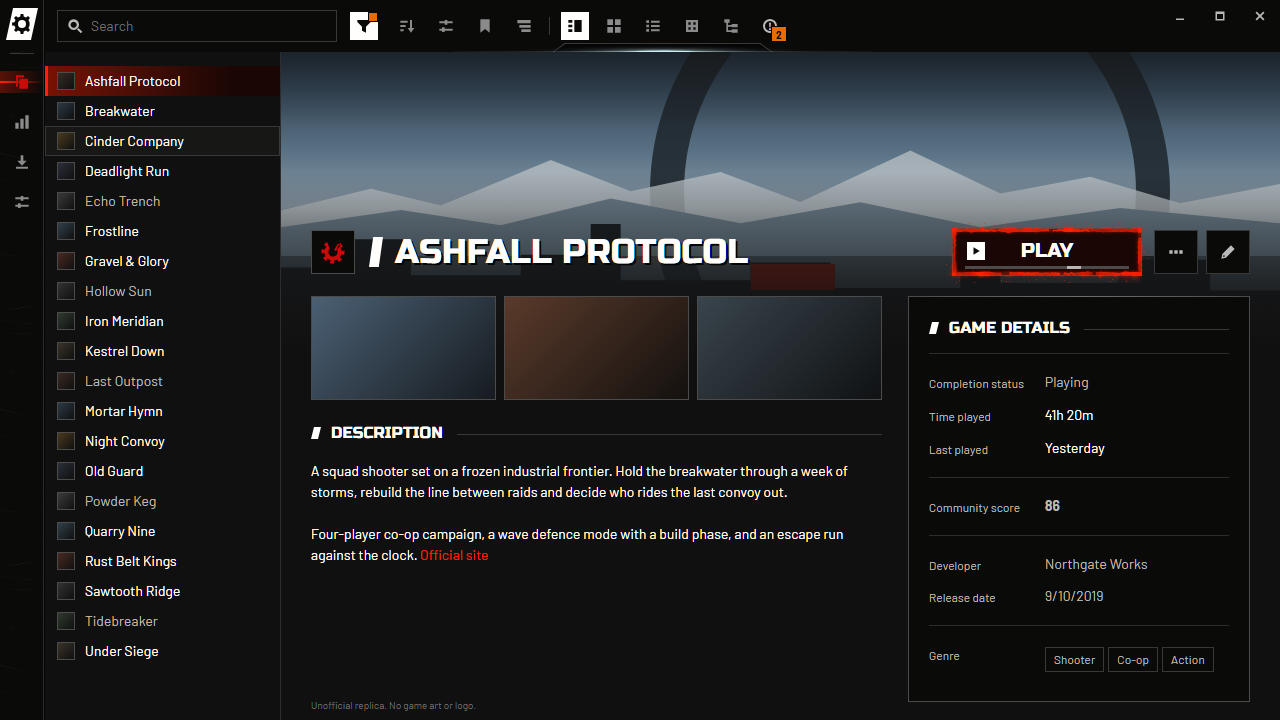 Search
2
Ashfall Protocol
Breakwater
Cinder Company
Deadlight Run
Echo Trench
Frostline
Gravel & Glory
Hollow Sun
Iron Meridian
Kestrel Down
Last Outpost
Mortar Hymn
Night Convoy
Old Guard
Powder Keg
Quarry Nine
Rust Belt Kings
Sawtooth Ridge
Tidebreaker
Under Siege
ASHFALL PROTOCOL
PLAY
DESCRIPTION
A squad shooter set on a frozen industrial frontier. Hold the breakwater through a week of
storms, rebuild the line between raids and decide who rides the last convoy out.
Four-player co-op campaign, a wave defence mode with a build phase, and an escape run
against the clock. Official site
Unofficial replica. No game art or logo.
GAME DETAILS
Completion status Playing
Time played 41h 20m
Last played Yesterday
Community score 86
Developer Northgate Works
Release date 9/10/2019
Genre Shooter Co-op Action